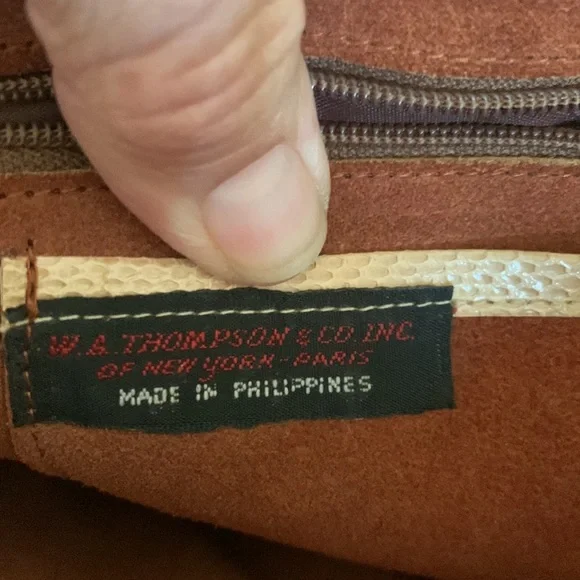 W. A. THOMPSON & CO. INC.
OF NEW YORK - PARIS
MADE IN PHILIPPINES